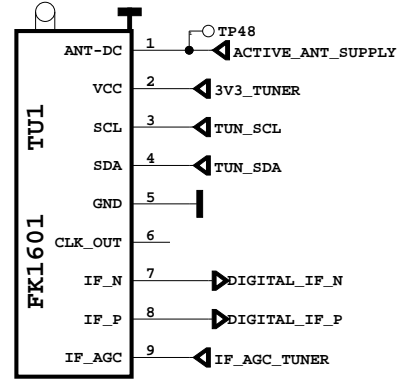 TP48
ANT-DC 1 ACTIVE_ANT_SUPPLY
VCC 2 3V3_TUNER
SCL 3 TUN_SCL
SDA 4 TUN_SDA
GND 5
CLK_OUT 6
IF_N 7 DIGITAL_IF_N
IF_P 8 DIGITAL_IF_P
IF_AGC 9 IF_AGC_TUNER
TU1
FK1601